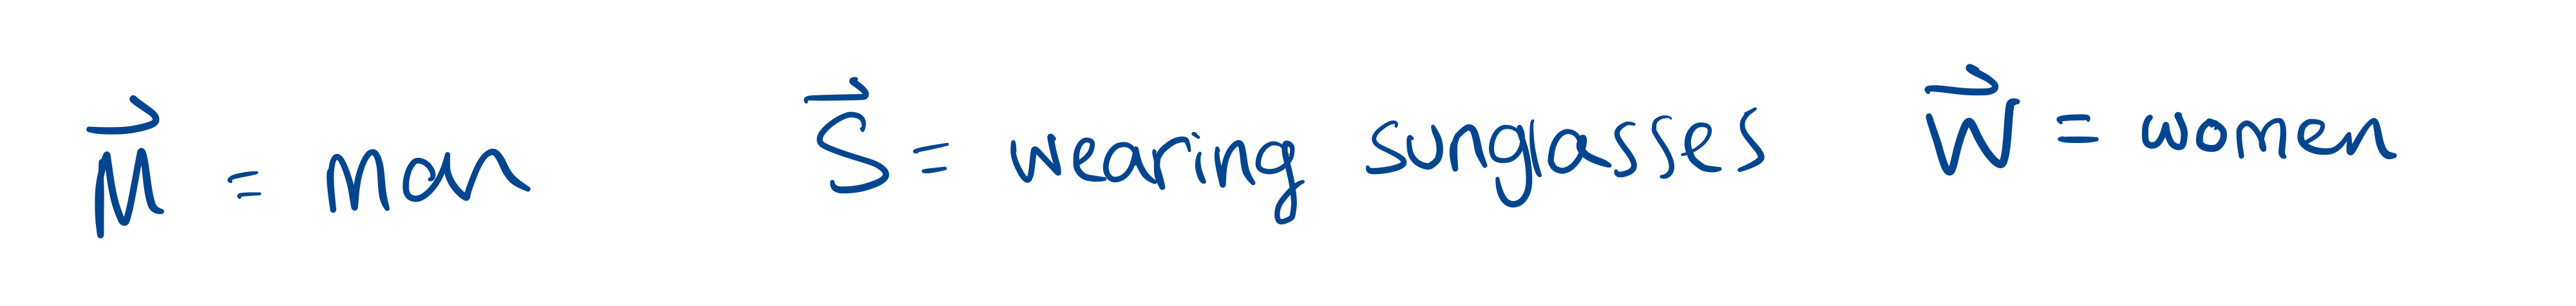 M⃗ = man S⃗ = wearing sunglasses W⃗ = women